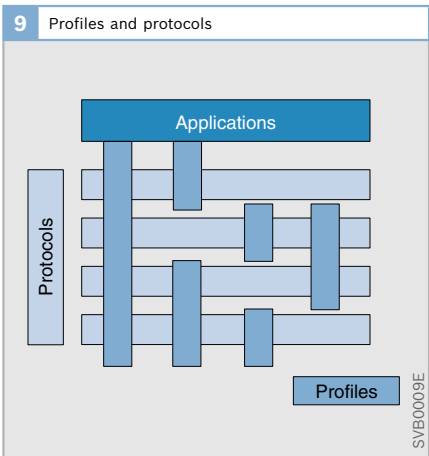 9 Profiles and protocols
Applications
Protocols
Profiles
SVB0009E